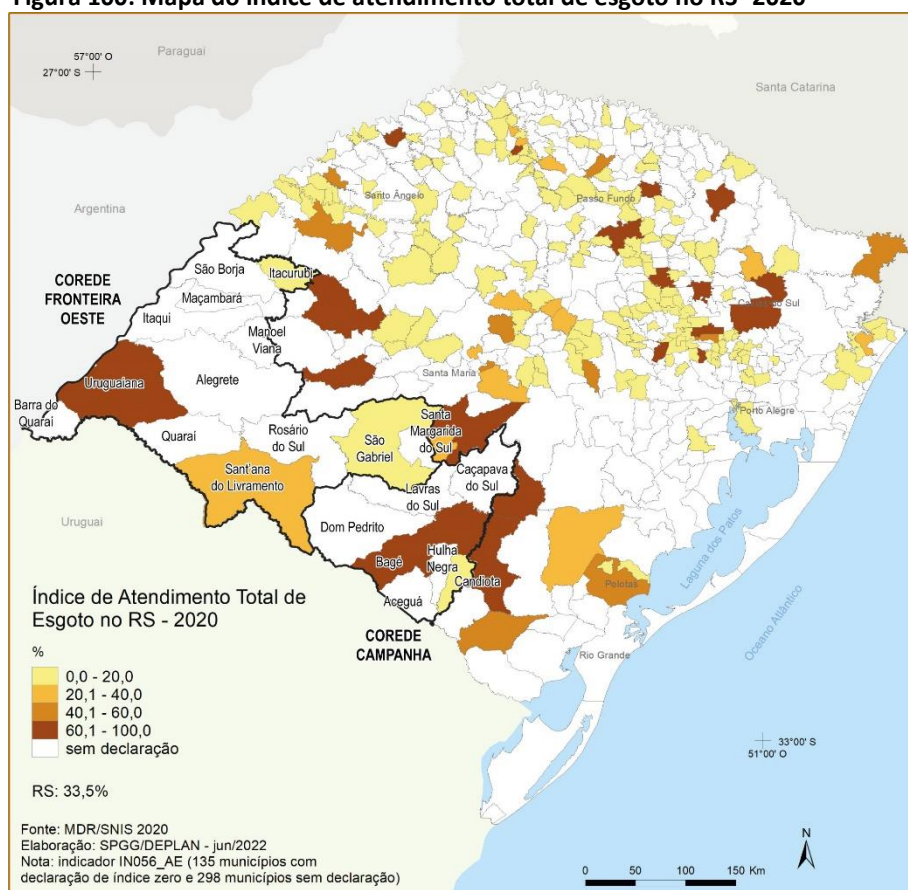 Figura 100: Mapa do índice de atendimento total de esgoto no RS- 2020
Paraguai
57°00' O
27°00' S
Santa Catarina
Argentina
Santo Ângelo
Passo Fundo
COREDE
FRONTEIRA
OESTE
São Borja
Itacurubi
Maçambará
Itaqui
Manoel
Viana
Caxias do Sul
Uruguaiana
Alegrete
Santa Maria
Barra do
Quaraí
Quaraí
Rosário
do Sul
São
Gabriel
Santa
Margarida
do Sul
Porto Alegre
Sant'ana
do Livramento
Caçapava
do Sul
Lavras
do Sul
Uruguai
Dom Pedrito
Bagé
Hulha
Negra
Candiota
Aceguá
Pelotas
Laguna dos Patos
Oceano Atlântico
COREDE
CAMPANHA
Rio Grande
Índice de Atendimento Total de
Esgoto no RS - 2020
%
0,0 - 20,0
20,1 - 40,0
40,1 - 60,0
60,1 - 100,0
sem declaração
RS: 33,5%
33°00' S
51°00' O
Fonte: MDR/SNIS 2020
Elaboração: SPGG/DEPLAN - jun/2022
Nota: indicador IN056_AE (135 municípios com
declaração de índice zero e 298 municípios sem declaração)
N
0 50 100 150 Km